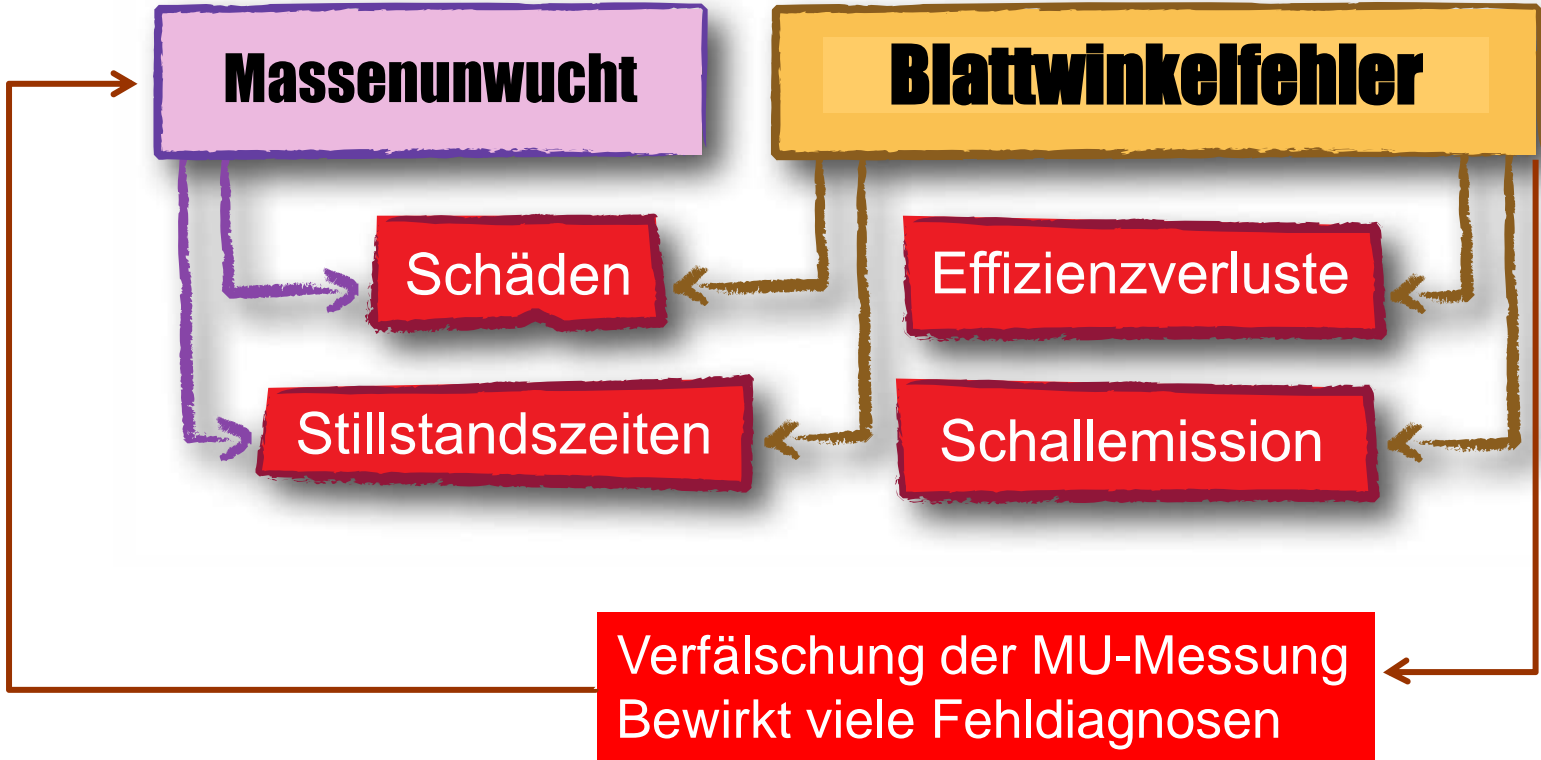 Massenunwucht
Blattwinkelfehler
Schäden
Effizienzverluste
Stillstandszeiten
Schallemission
Verfälschung der MU-Messung
Bewirkt viele Fehldiagnosen